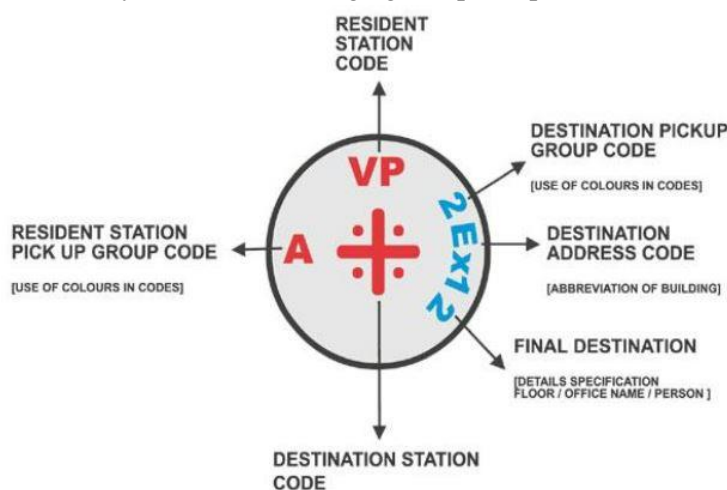 RESIDENT
STATION
CODE
DESTINATION PICKUP
GROUP CODE
[USE OF COLOURS IN CODES]
VP
A
2Ex12
RESIDENT STATION
PICK UP GROUP CODE
[USE OF COLOURS IN CODES]
DESTINATION
ADDRESS CODE
[ABBREVIATION OF BUILDING]
FINAL DESTINATION
[DETAILS SPECIFICATION
FLOOR / OFFICE NAME / PERSON ]
DESTINATION STATION
CODE